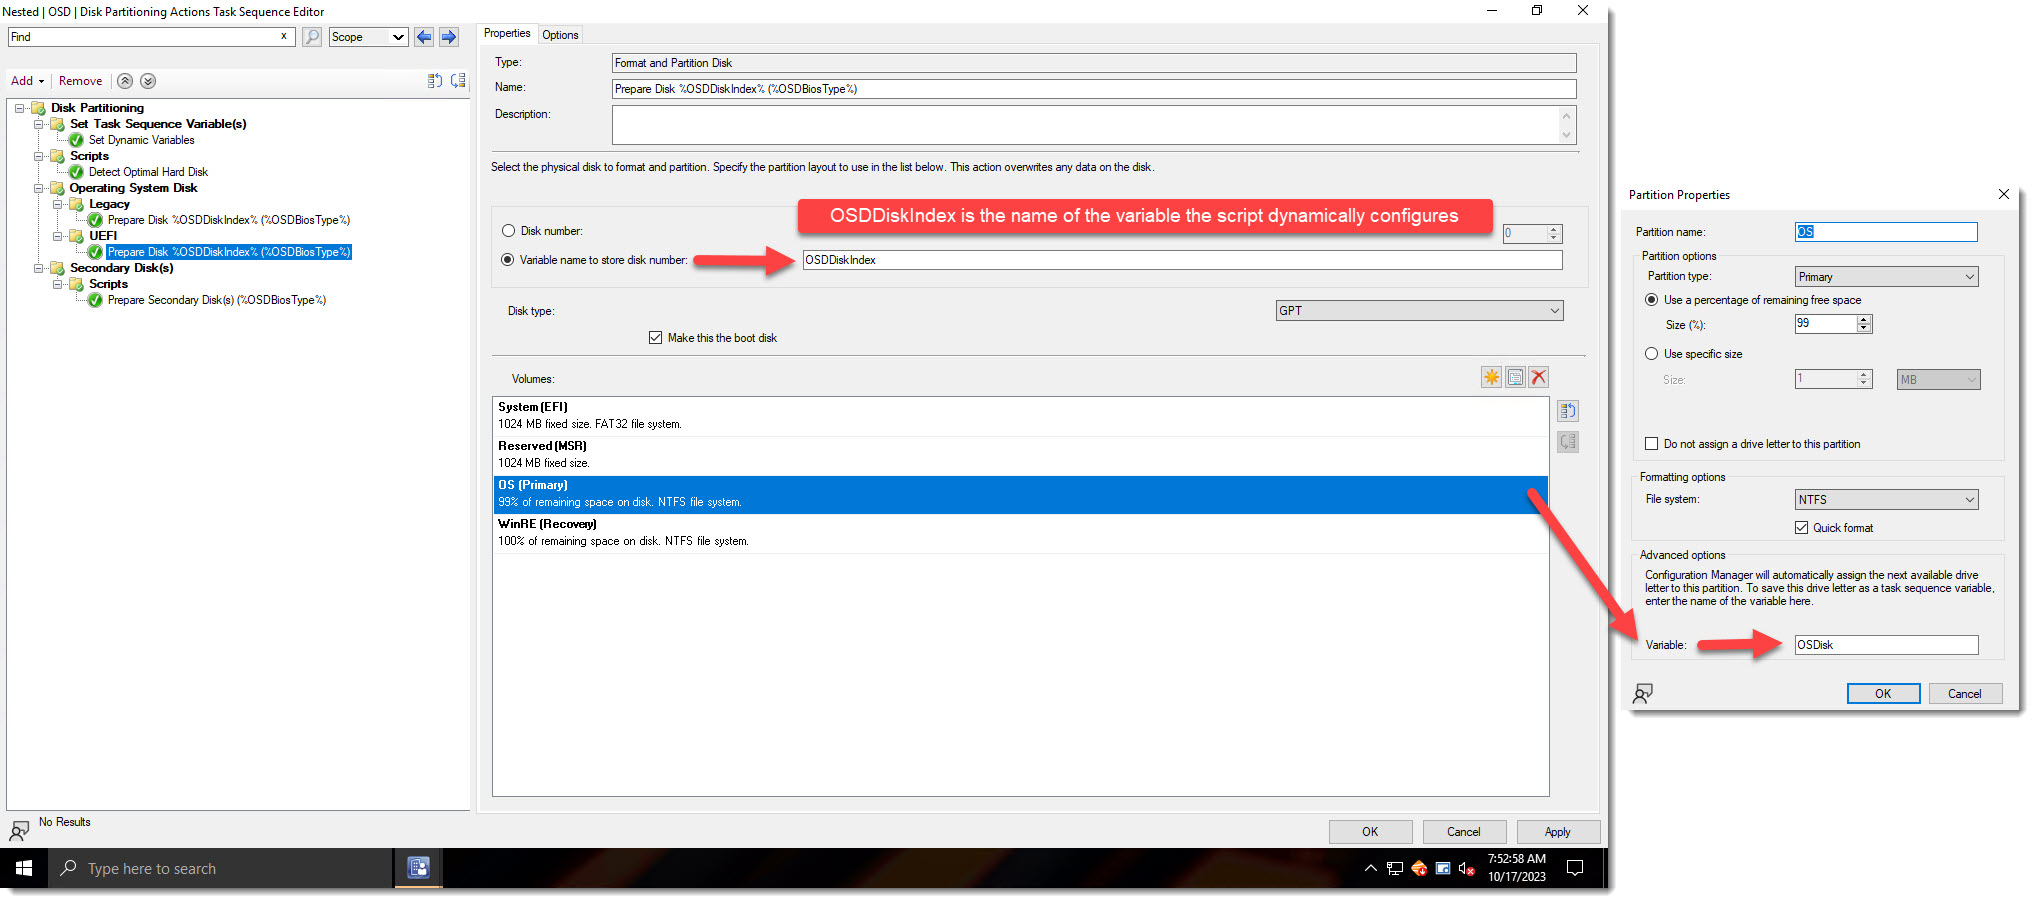 Nested | OSD | Disk Partitioning Actions Task Sequence Editor
Find x Scope
Add Remove
Disk Partitioning
Set Task Sequence Variable(s)
Set Dynamic Variables
Scripts
Detect Optimal Hard Disk
Operating System Disk
Legacy
Prepare Disk %OSDDiskIndex% (%OSDBiosType%)
UEFI
Prepare Disk %OSDDiskIndex% (%OSDBiosType%)
Secondary Disk(s)
Scripts
Prepare Secondary Disk(s) (%OSDBiosType%)
No Results
Properties Options
Type: Format and Partition Disk
Name: Prepare Disk %OSDDiskIndex% (%OSDBiosType%)
Description:
Select the physical disk to format and partition. Specify the partition layout to use in the list below. This action overwrites any data on the disk.
OSDDiskIndex is the name of the variable the script dynamically configures
Disk number: 0
Variable name to store disk number: OSDDiskIndex
Disk type: GPT
Make this the boot disk
Volumes:
System (EFI)
1024 MB fixed size. FAT32 file system.
Reserved (MSR)
1024 MB fixed size.
OS (Primary)
99% of remaining space on disk. NTFS file system.
WinRE (Recovery)
100% of remaining space on disk. NTFS file system.
OK Cancel Apply
Type here to search
7:52:58 AM
10/17/2023
Partition Properties
Partition name: OS
Partition options
Partition type: Primary
Use a percentage of remaining free space
Size (%): 99
Use specific size
Size: 1 MB
Do not assign a drive letter to this partition
Formatting options
File system: NTFS
Quick format
Advanced options
Configuration Manager will automatically assign the next available drive
letter to this partition. To save this drive letter as a task sequence variable,
enter the name of the variable here.
Variable: OSDisk
OK Cancel